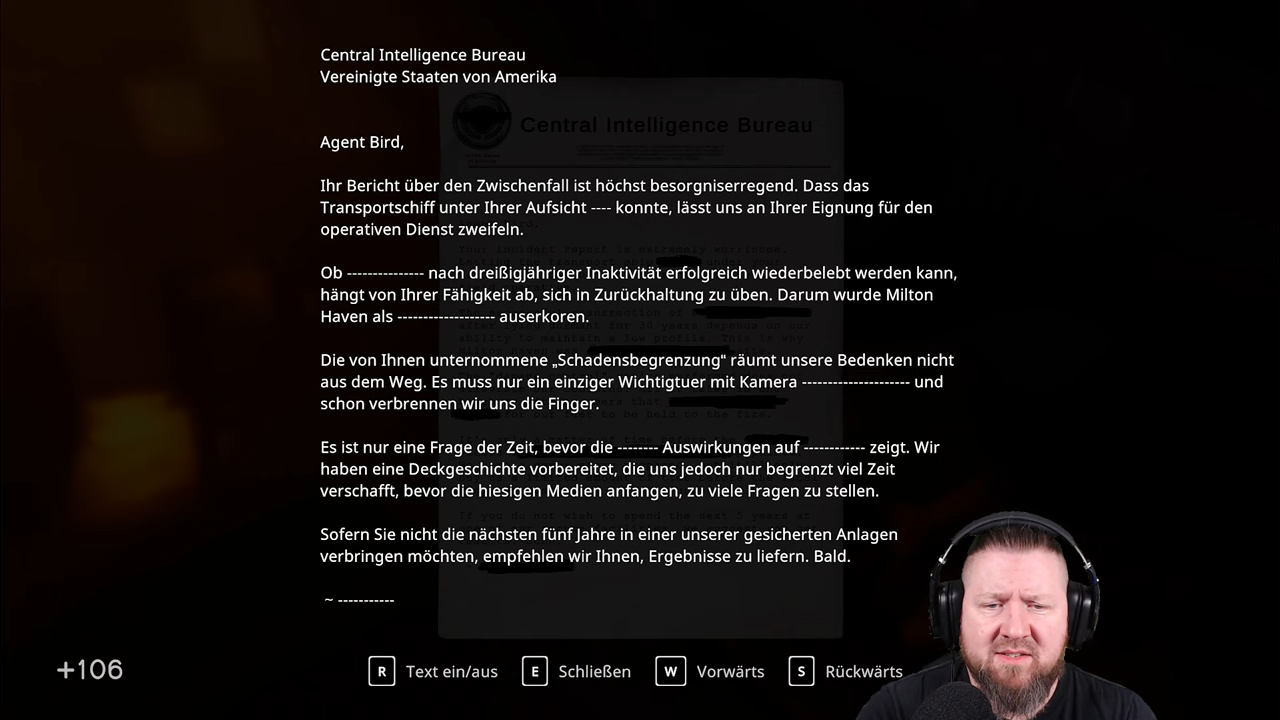 Central Intelligence Bureau
Vereinigte Staaten von Amerika
Central Intelligence Bureau
Agent Bird,
Ihr Bericht über den Zwischenfall ist höchst besorgniserregend. Dass das
Transportschiff unter Ihrer Aufsicht ---- konnte, lässt uns an Ihrer Eignung für den
operativen Dienst zweifeln.
Ob --------------- nach dreißigjähriger Inaktivität erfolgreich wiederbelebt werden kann,
hängt von Ihrer Fähigkeit ab, sich in Zurückhaltung zu üben. Darum wurde Milton
Haven als ------------------- auserkoren.
Die von Ihnen unternommene „Schadensbegrenzung“ räumt unsere Bedenken nicht
aus dem Weg. Es muss nur ein einziger Wichtigtuer mit Kamera --------------------- und
schon verbrennen wir uns die Finger.
Es ist nur eine Frage der Zeit, bevor die -------- Auswirkungen auf ------------ zeigt. Wir
haben eine Deckgeschichte vorbereitet, die uns jedoch nur begrenzt viel Zeit
verschafft, bevor die hiesigen Medien anfangen, zu viele Fragen zu stellen.
Sofern Sie nicht die nächsten fünf Jahre in einer unserer gesicherten Anlagen
verbringen möchten, empfehlen wir Ihnen, Ergebnisse zu liefern. Bald.
~ -----------
+106
R Text ein/aus E Schließen W Vorwärts S Rückwärts